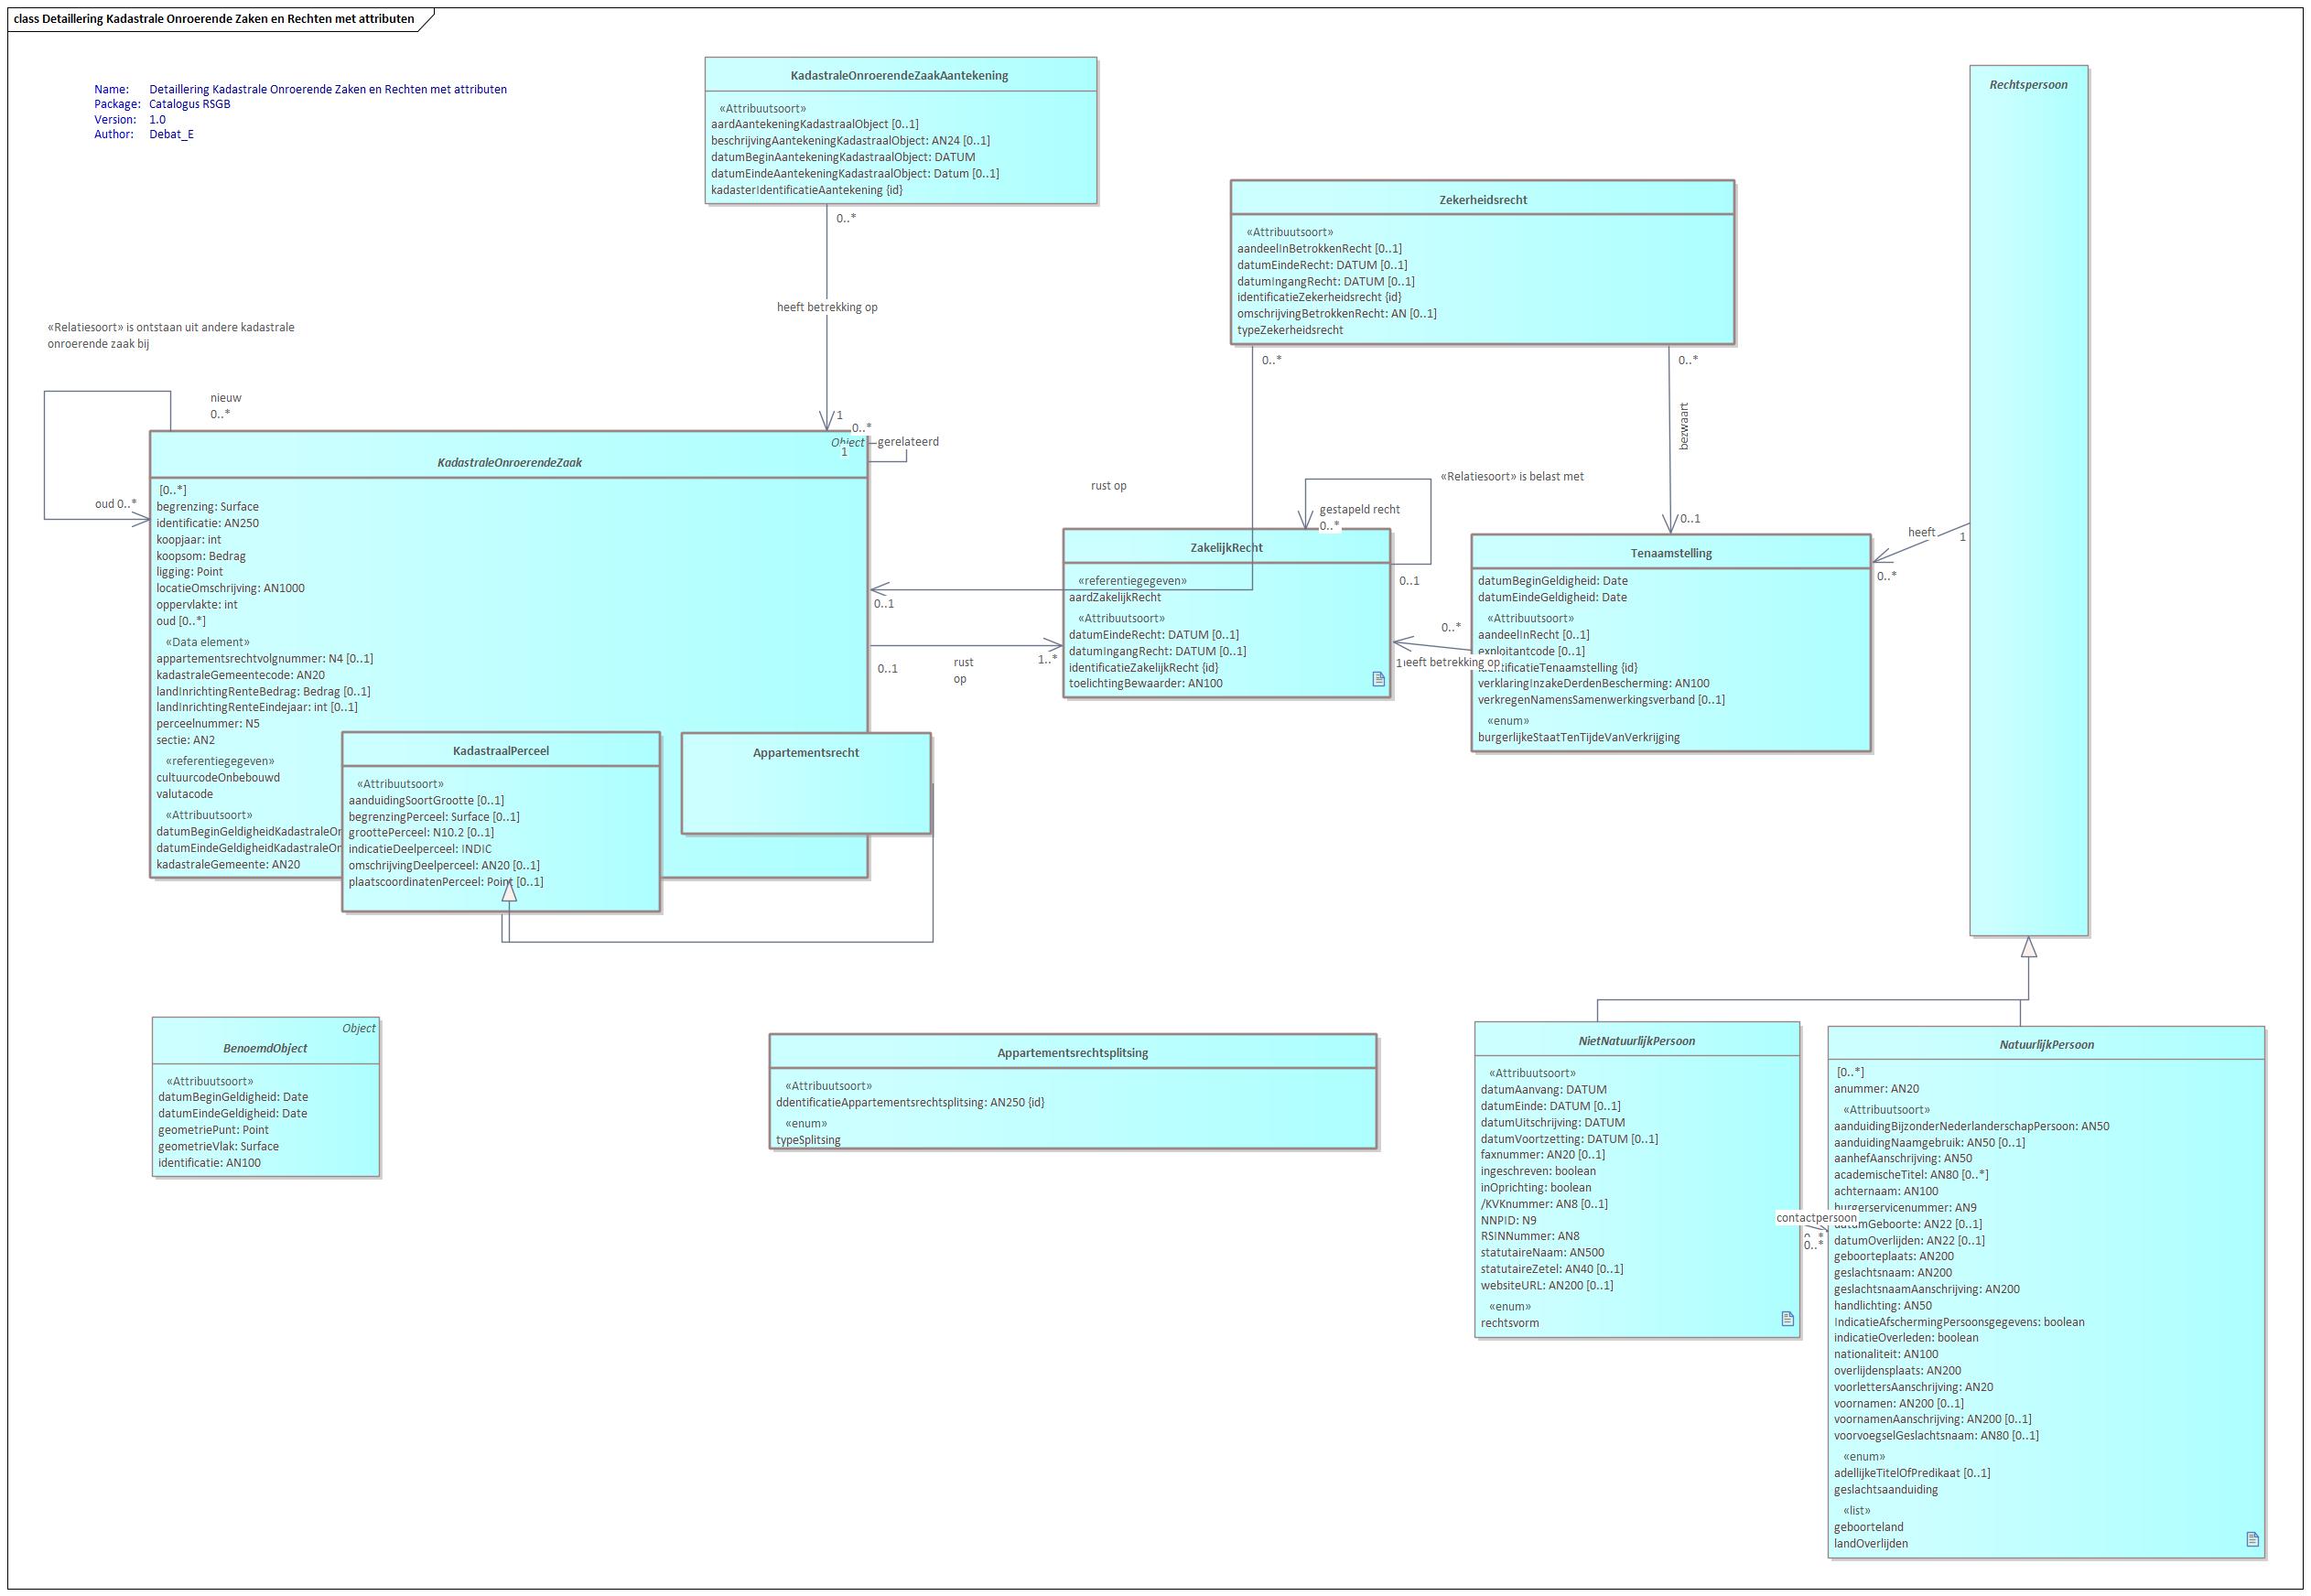 class Detaillering Kadastrale Onroerende Zaken en Rechten met attributen
Name: Detaillering Kadastrale Onroerende Zaken en Rechten met attributen
Package: Catalogus RSGB
Version: 1.0
Author: Debat_E
KadastraleOnroerendeZaakAantekening
«Attribuutsoort»
aardAantekeningKadastraalObject [0..1]
beschrijvingAantekeningKadastraalObject: AN24 [0..1]
datumBeginAantekeningKadastraalObject: DATUM
datumEindeAantekeningKadastraalObject: Datum [0..1]
kadasterIdentificatieAantekening {id}
0..*
heeft betrekking op
1
Rechtspersoon
Zekerheidsrecht
«Attribuutsoort»
aandeelInBetrokkenRecht [0..1]
datumEindeRecht: DATUM [0..1]
datumIngangRecht: DATUM [0..1]
identificatieZekerheidsrecht {id}
omschrijvingBetrokkenRecht: AN [0..1]
typeZekerheidsrecht
0..*
0..*
bezwaart
0..1
rust op
0..1
«Relatiesoort» is ontstaan uit andere kadastrale
onroerende zaak bij
nieuw
0..*
oud 0..*
0..*
gerelateerd
1
Object
KadastraleOnroerendeZaak
[0..*]
begrenzing: Surface
identificatie: AN250
koopjaar: int
koopsom: Bedrag
ligging: Point
locatieOmschrijving: AN1000
oppervlakte: int
oud [0..*]
«Data element»
appartementsrechtvolgnummer: N4 [0..1]
kadastraleGemeentecode: AN20
landInrichtingRenteBedrag: Bedrag [0..1]
landInrichtingRenteEindejaar: int [0..1]
perceelnummer: N5
sectie: AN2
«referentiegegeven»
cultuurcodeOnbebouwd
valutacode
«Attribuutsoort»
datumBeginGeldigheidKadastraleOn
datumEindeGeldigheidKadastraleOn
kadastraleGemeente: AN20
KadastraalPerceel
«Attribuutsoort»
aanduidingSoortGrootte [0..1]
begrenzingPerceel: Surface [0..1]
groottePerceel: N10.2 [0..1]
indicatieDeelperceel: INDIC
omschrijvingDeelperceel: AN20 [0..1]
plaatscoordinatenPerceel: Point [0..1]
Appartementsrecht
0..1
rust
op
1..*
«Relatiesoort» is belast met
gestapeld recht
0..*
0..1
ZakelijkRecht
«referentiegegeven»
aardZakelijkRecht
«Attribuutsoort»
datumEindeRecht: DATUM [0..1]
datumIngangRecht: DATUM [0..1]
identificatieZakelijkRecht {id}
toelichtingBewaarder: AN100
0..*
1
heeft betrekking op
Tenaamstelling
datumBeginGeldigheid: Date
datumEindeGeldigheid: Date
«Attribuutsoort»
aandeelInRecht [0..1]
exploitantcode [0..1]
identificatieTenaamstelling {id}
verklaringInzakeDerdenBescherming: AN100
verkregenNamensSamenwerkingsverband [0..1]
«enum»
burgerlijkeStaatTenTijdeVanVerkrijging
heeft
1
0..*
Object
BenoemdObject
«Attribuutsoort»
datumBeginGeldigheid: Date
datumEindeGeldigheid: Date
geometriePunt: Point
geometrieVlak: Surface
identificatie: AN100
Appartementsrechtsplitsing
«Attribuutsoort»
ddentificatieAppartementsrechtsplitsing: AN250 {id}
«enum»
typeSplitsing
NietNatuurlijkPersoon
«Attribuutsoort»
datumAanvang: DATUM
datumEinde: DATUM [0..1]
datumUitschrijving: DATUM
datumVoortzetting: DATUM [0..1]
faxnummer: AN20 [0..1]
ingeschreven: boolean
inOprichting: boolean
/KVKnummer: AN8 [0..1]
NNPID: N9
RSINNummer: AN8
statutaireNaam: AN500
statutaireZetel: AN40 [0..1]
websiteURL: AN200 [0..1]
«enum»
rechtsvorm
contactpersoon
0..*
0..*
NatuurlijkPersoon
[0..*]
anummer: AN20
«Attribuutsoort»
aanduidingBijzonderNederlanderschapPersoon: AN50
aanduidingNaamgebruik: AN50 [0..1]
aanhefAanschrijving: AN50
academischeTitel: AN80 [0..*]
achternaam: AN100
burgerservicenummer: AN9
datumGeboorte: AN22 [0..1]
datumOverlijden: AN22 [0..1]
geboorteplaats: AN200
geslachtsnaam: AN200
geslachtsnaamAanschrijving: AN200
handlichting: AN50
IndicatieAfschermingPersoonsgegevens: boolean
indicatieOverleden: boolean
nationaliteit: AN100
overlijdensplaats: AN200
voorlettersAanschrijving: AN20
voornamen: AN200 [0..1]
voornamenAanschrijving: AN200 [0..1]
voorvoegselGeslachtsnaam: AN80 [0..1]
«enum»
adellijkeTitelOfPredikaat [0..1]
geslachtsaanduiding
«list»
geboorteland
landOverlijden